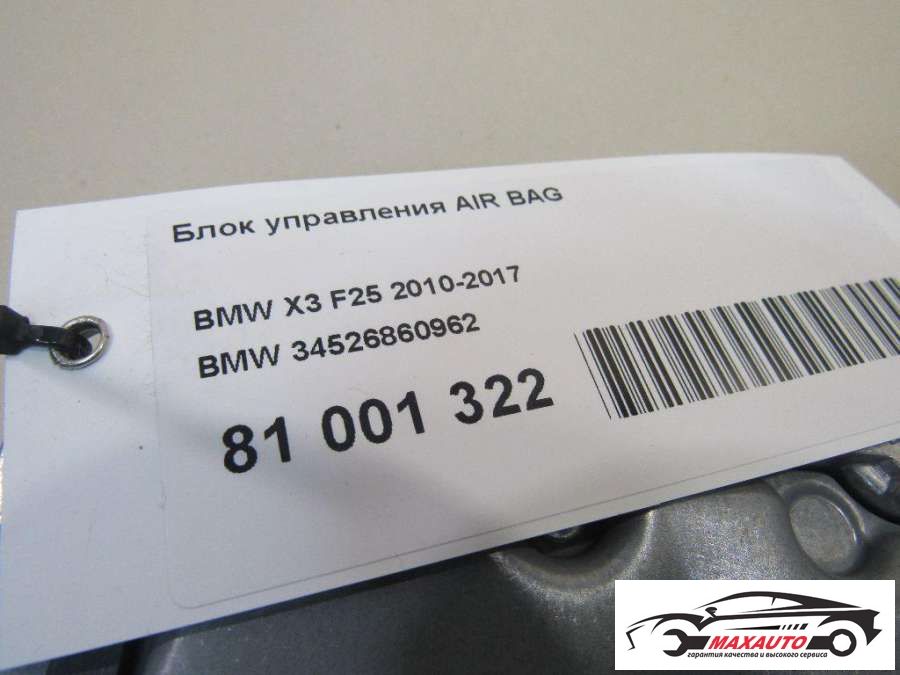 Блок управления AIR BAG
BMW X3 F25 2010-2017
BMW 34526860962
81 001 322
MAXAUTO
гарантия качества и высокого сервиса